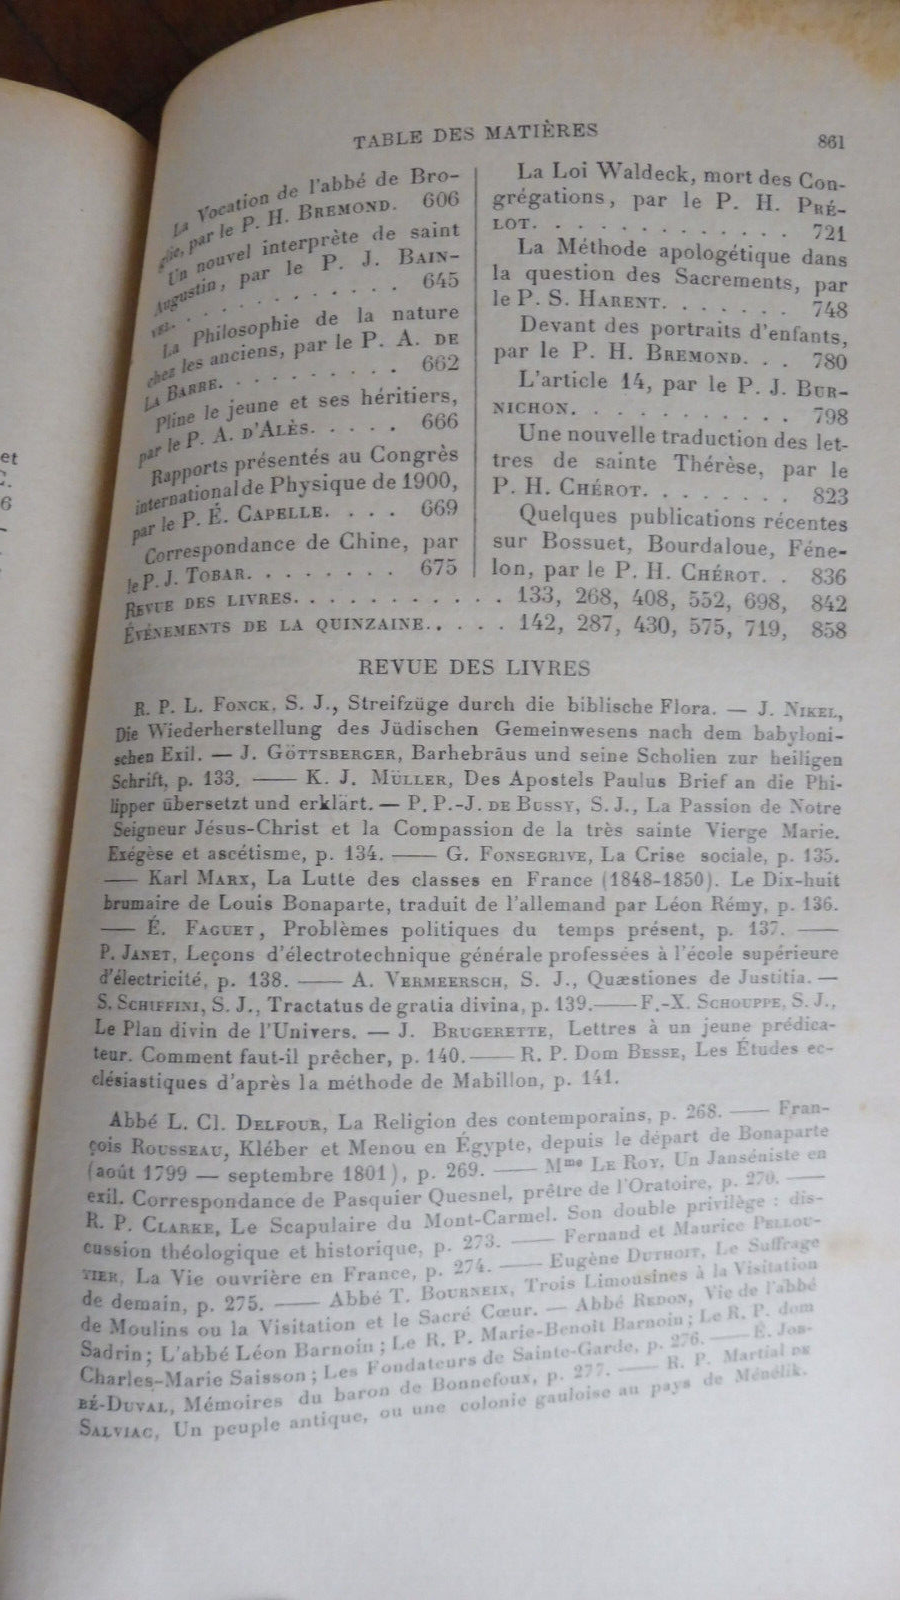 et
C.
6
TABLE DES MATIÈRES
861
La Vocation de l'abbé de Bro-
glie, par le P. H. BREMOND. 606
Un nouvel interprète de saint
Augustin, par le P. J. BAIN-
VEL. . . . . . . . . . . . 645
La Philosophie de la nature
chez les anciens, par le P. A. DE
LA BARRE. . . . . . . . . . 662
Pline le jeune et ses héritiers,
par le P. A. D'ALÈS. . . . . 666
Rapports présentés au Congrès
international de Physique de 1900,
par le P. É. CAPELLE. . . . 669
Correspondance de Chine, par
le P. J. TOBAR. . . . . . . . 675
La Loi Waldeck, mort des Con-
grégations, par le P. H. PRÉ-
LOT. . . . . . . . . . . . . 721
La Méthode apologétique dans
la question des Sacrements, par
le P. S. HARENT. . . . . . . 748
Devant des portraits d'enfants,
par le P. H. BREMOND. . . 780
L'article 14, par le P. J. BUR-
NICHON. . . . . . . . . . . 798
Une nouvelle traduction des let-
tres de sainte Thérèse, par le
P. H. CHÉROT. . . . . . . . 823
Quelques publications récentes
sur Bossuet, Bourdaloue, Féne-
lon, par le P. H. CHÉROT. . 836
REVUE DES LIVRES. . . . . . . . . . . 133, 268, 408, 552, 698, 842
ÉVÉNEMENTS DE LA QUINZAINE. . . . . 142, 287, 430, 575, 719, 858
REVUE DES LIVRES
R. P. L. FONCK, S. J., Streifzüge durch die biblische Flora. — J. NIKEL,
Die Wiederherstellung des Jüdischen Gemeinwesens nach dem babyloni-
schen Exil. — J. GÖTTSBERGER, Barhebräus und seine Scholien zur heiligen
Schrift, p. 133. —— K. J. MÜLLER, Des Apostels Paulus Brief an die Phi-
lipper übersetzt und erklärt. — P. P.-J. DE BUSSY, S. J., La Passion de Notre
Seigneur Jésus-Christ et la Compassion de la très sainte Vierge Marie.
Exégèse et ascétisme, p. 134. —— G. FONSEGRIVE, La Crise sociale, p. 135.
—— Karl MARX, La Lutte des classes en France (1848-1850). Le Dix-huit
brumaire de Louis Bonaparte, traduit de l'allemand par Léon Rémy, p. 136.
—— É. FAGUET, Problèmes politiques du temps présent, p. 137. ——
P. JANET, Leçons d'électrotechnique générale professées à l'école supérieure
d'électricité, p. 138. —— A. VERMEERSCH, S. J., Quæstiones de Justitia. —
S. SCHIFFINI, S. J., Tractatus de gratia divina, p. 139. —— F.-X. SCHOUPPE, S. J.,
Le Plan divin de l'Univers. — J. BRUGERETTE, Lettres à un jeune prédica-
teur. Comment faut-il prêcher, p. 140. —— R. P. Dom BESSE, Les Études ec-
clésiastiques d'après la méthode de Mabillon, p. 141.
Abbé L. Cl. DELFOUR, La Religion des contemporains, p. 268. —— Fran-
çois ROUSSEAU, Kléber et Menou en Égypte, depuis le départ de Bonaparte
(août 1799 — septembre 1801), p. 269. —— Mme LE ROY, Un Janséniste en
exil. Correspondance de Pasquier Quesnel, prêtre de l'Oratoire, p. 270. ——
R. P. CLARKE, Le Scapulaire du Mont-Carmel. Son double privilège : dis-
cussion théologique et historique, p. 273. —— Fernand et Maurice PELLOU-
TIER, La Vie ouvrière en France, p. 274. —— Eugène DUTHOIT, Le Suffrage
de demain, p. 275. —— Abbé T. BOURNEIX, Trois Limousines à la Visitation
de Moulins ou la Visitation et le Sacré Cœur. — Abbé REDON, Vie de l'abbé
Sadrin ; L'abbé Léon Barnoin ; Le R. P. Marie-Benoît Barnoin ; Le R. P. dom
Charles-Marie Saisson ; Les Fondateurs de Sainte-Garde, p. 276. —— É. JOB-
BÉ-DUVAL, Mémoires du baron de Bonnefoux, p. 277. —— R. P. Martial DE
SALVIAC, Un peuple antique, ou une colonie gauloise au pays de Ménélik.